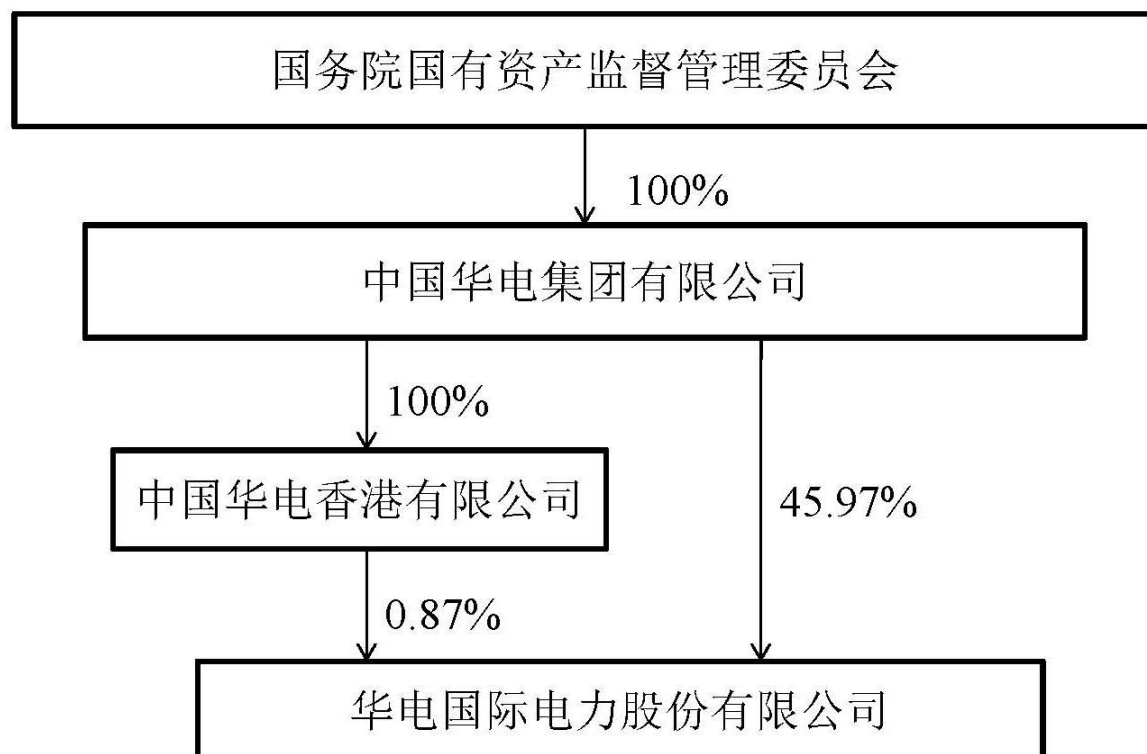 国务院国有资产监督管理委员会
100%
中国华电集团有限公司
100%
中国华电香港有限公司
45.97%
0.87%
华电国际电力股份有限公司